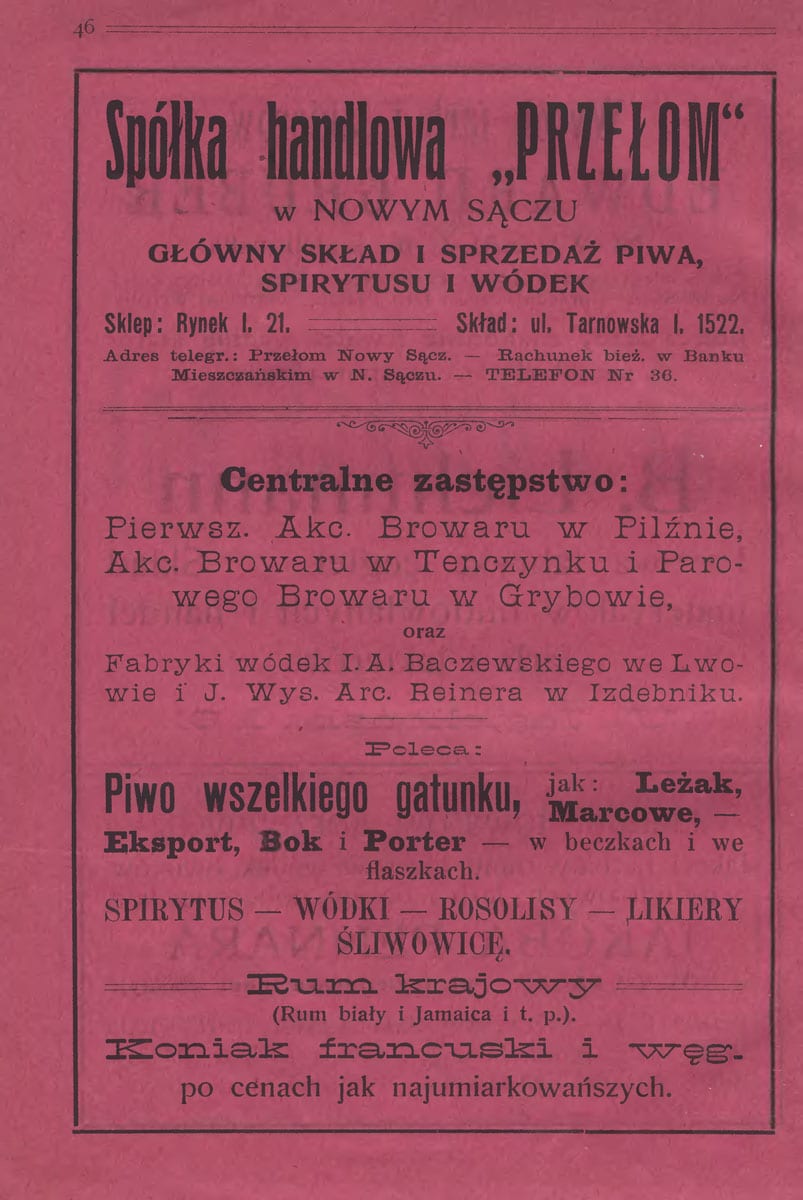 46
Spółka handlowa „PRZEŁOM“
w NOWYM SĄCZU
GŁÓWNY SKŁAD I SPRZEDAŻ PIWA,
SPIRYTUSU I WÓDEK
Sklep: Rynek l. 21. Skład: ul. Tarnowska l. 1522.
Adres telegr.: Przełom Nowy Sącz. — Rachunek bież. w Banku
Mieszczańskim w N. Sączu. — TELEFON Nr 36.
Centralne zastępstwo:
Pierwsz. Akc. Browaru w Pilźnie,
Akc. Browaru w Tenczynku i Paro-
wego Browaru w Grybowie,
oraz
Fabryki wódek I. A. Baczewskiego we Lwo-
wie i J. Wys. Arc. Reinera w Izdebniku.
Poleca:
Piwo wszelkiego gatunku, jak: Leżak,
Marcowe, —
Eksport, Bok i Porter — w beczkach i we
flaszkach.
SPIRYTUS — WÓDKI — ROSOLISY — LIKIERY
ŚLIWOWICĘ.
Rum krajowy
(Rum biały i Jamaica i t. p.).
Koniak francuski i węg.
po cenach jak najumiarkowańszych.